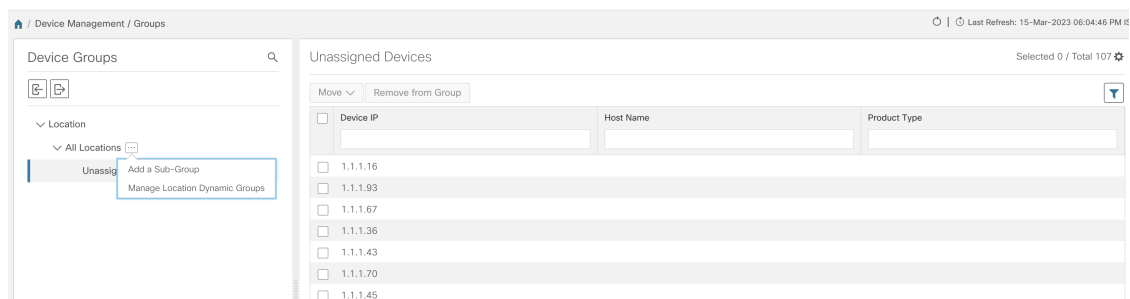 / Device Management / Groups
Last Refresh: 15-Mar-2023 06:04:46 PM
Device Groups
Unassigned Devices
Selected 0 / Total 107
Move
Remove from Group
Location
All Locations
Unassig
Add a Sub-Group
Manage Location Dynamic Groups
Device IP
Host Name
Product Type
1.1.1.16
1.1.1.93
1.1.1.67
1.1.1.36
1.1.1.43
1.1.1.70
1.1.1.45